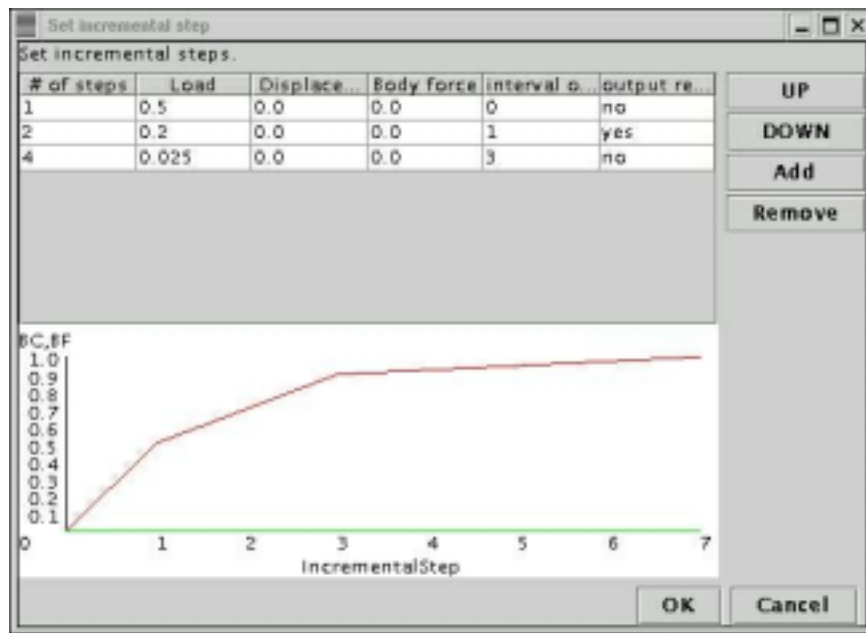 Set incremental step
Set incremental steps.
# of steps Load Displace... Body force interval o... output re...
1 0.5 0.0 0.0 0 no
2 0.2 0.0 0.0 1 yes
4 0.025 0.0 0.0 3 no
UP
DOWN
Add
Remove
BC,BF
1.0
0.9
0.8
0.7
0.6
0.5
0.4
0.3
0.2
0.1
0 1 2 3 4 5 6 7
IncrementalStep
OK Cancel